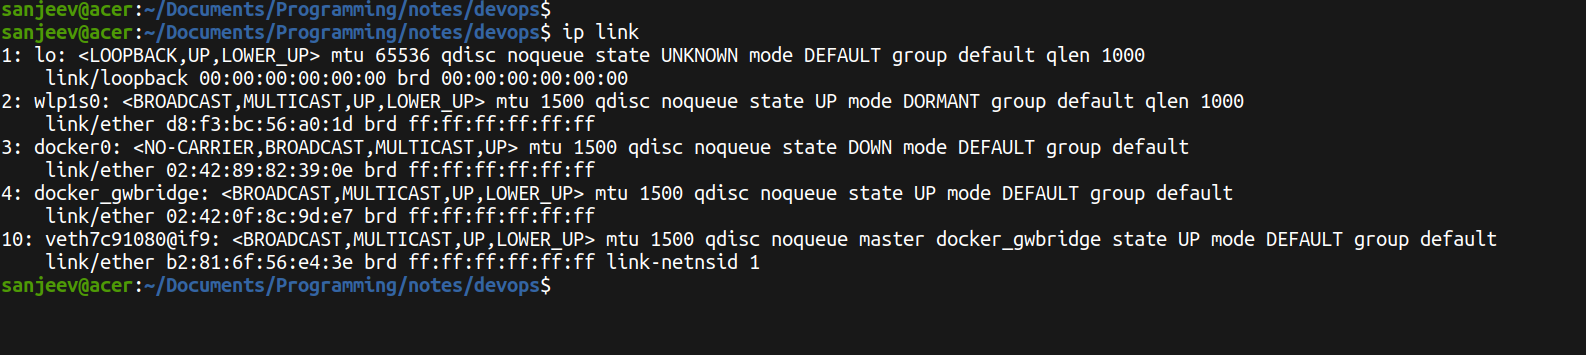 sanjeev@acer:~/Documents/Programming/notes/devops$
sanjeev@acer:~/Documents/Programming/notes/devops$ ip link
1: lo: <LOOPBACK,UP,LOWER_UP> mtu 65536 qdisc noqueue state UNKNOWN mode DEFAULT group default qlen 1000
    link/loopback 00:00:00:00:00:00 brd 00:00:00:00:00:00
2: wlp1s0: <BROADCAST,MULTICAST,UP,LOWER_UP> mtu 1500 qdisc noqueue state UP mode DORMANT group default qlen 1000
    link/ether d8:f3:bc:56:a0:1d brd ff:ff:ff:ff:ff:ff
3: docker0: <NO-CARRIER,BROADCAST,MULTICAST,UP> mtu 1500 qdisc noqueue state DOWN mode DEFAULT group default
    link/ether 02:42:89:82:39:0e brd ff:ff:ff:ff:ff:ff
4: docker_gwbridge: <BROADCAST,MULTICAST,UP,LOWER_UP> mtu 1500 qdisc noqueue state UP mode DEFAULT group default
    link/ether 02:42:0f:8c:9d:e7 brd ff:ff:ff:ff:ff:ff
10: veth7c91080@if9: <BROADCAST,MULTICAST,UP,LOWER_UP> mtu 1500 qdisc noqueue master docker_gwbridge state UP mode DEFAULT group default
    link/ether b2:81:6f:56:e4:3e brd ff:ff:ff:ff:ff:ff link-netnsid 1
sanjeev@acer:~/Documents/Programming/notes/devops$